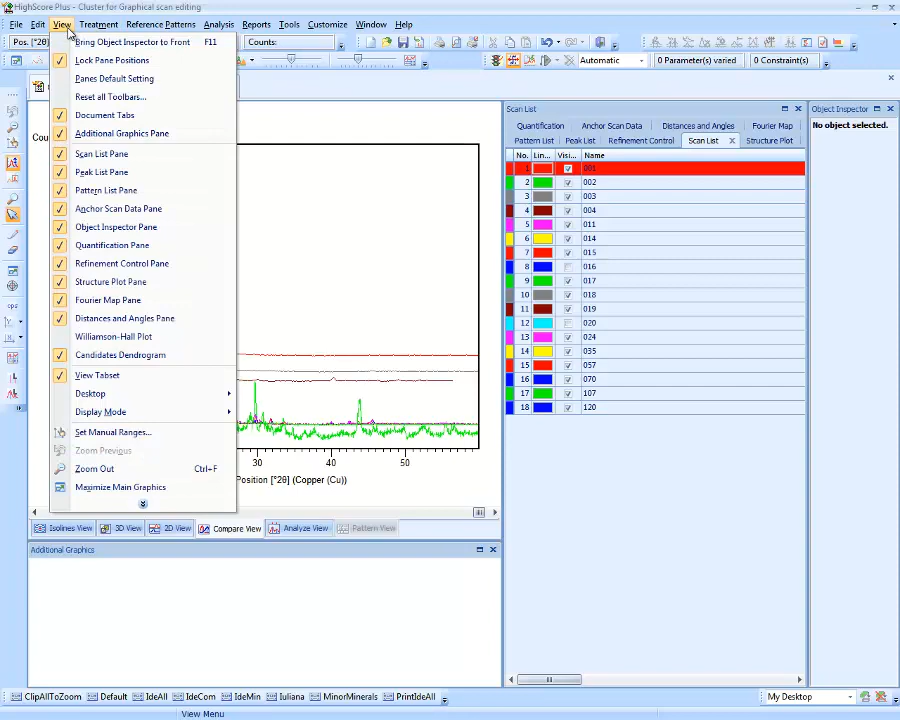 HighScore Plus - Cluster for Graphical scan editing
File Edit View Treatment Reference Patterns Analysis Reports Tools Customize Window Help
Pos. [°2θ] Counts: Automatic 0 Parameter(s) varied 0 Constraint(s)
Bring Object Inspector to Front F11
Lock Pane Positions
Panes Default Setting
Reset all Toolbars...
Document Tabs
Additional Graphics Pane
Scan List Pane
Peak List Pane
Pattern List Pane
Anchor Scan Data Pane
Object Inspector Pane
Quantification Pane
Refinement Control Pane
Structure Plot Pane
Fourier Map Pane
Distances and Angles Pane
Williamson-Hall Plot
Candidates Dendrogram
View Tabset
Desktop
Display Mode
Set Manual Ranges...
Zoom Previous
Zoom Out Ctrl+F
Maximize Main Graphics
Cou
30 40 50
Position [°2θ] (Copper (Cu))
Isolines View 3D View 2D View Compare View Analyze View Pattern View
Additional Graphics
Scan List
Quantification Anchor Scan Data Distances and Angles Fourier Map
Pattern List Peak List Refinement Control Scan List Structure Plot
No. Lin... Visi... Name
1 001
2 002
3 003
4 004
5 011
6 014
7 015
8 016
9 017
10 018
11 019
12 020
13 024
14 035
15 057
16 070
17 107
18 120
Object Inspector
No object selected.
ClipAllToZoom Default IdeAll IdeCom IdeMin Iuliana MinorMinerals PrintIdeAll My Desktop
View Menu